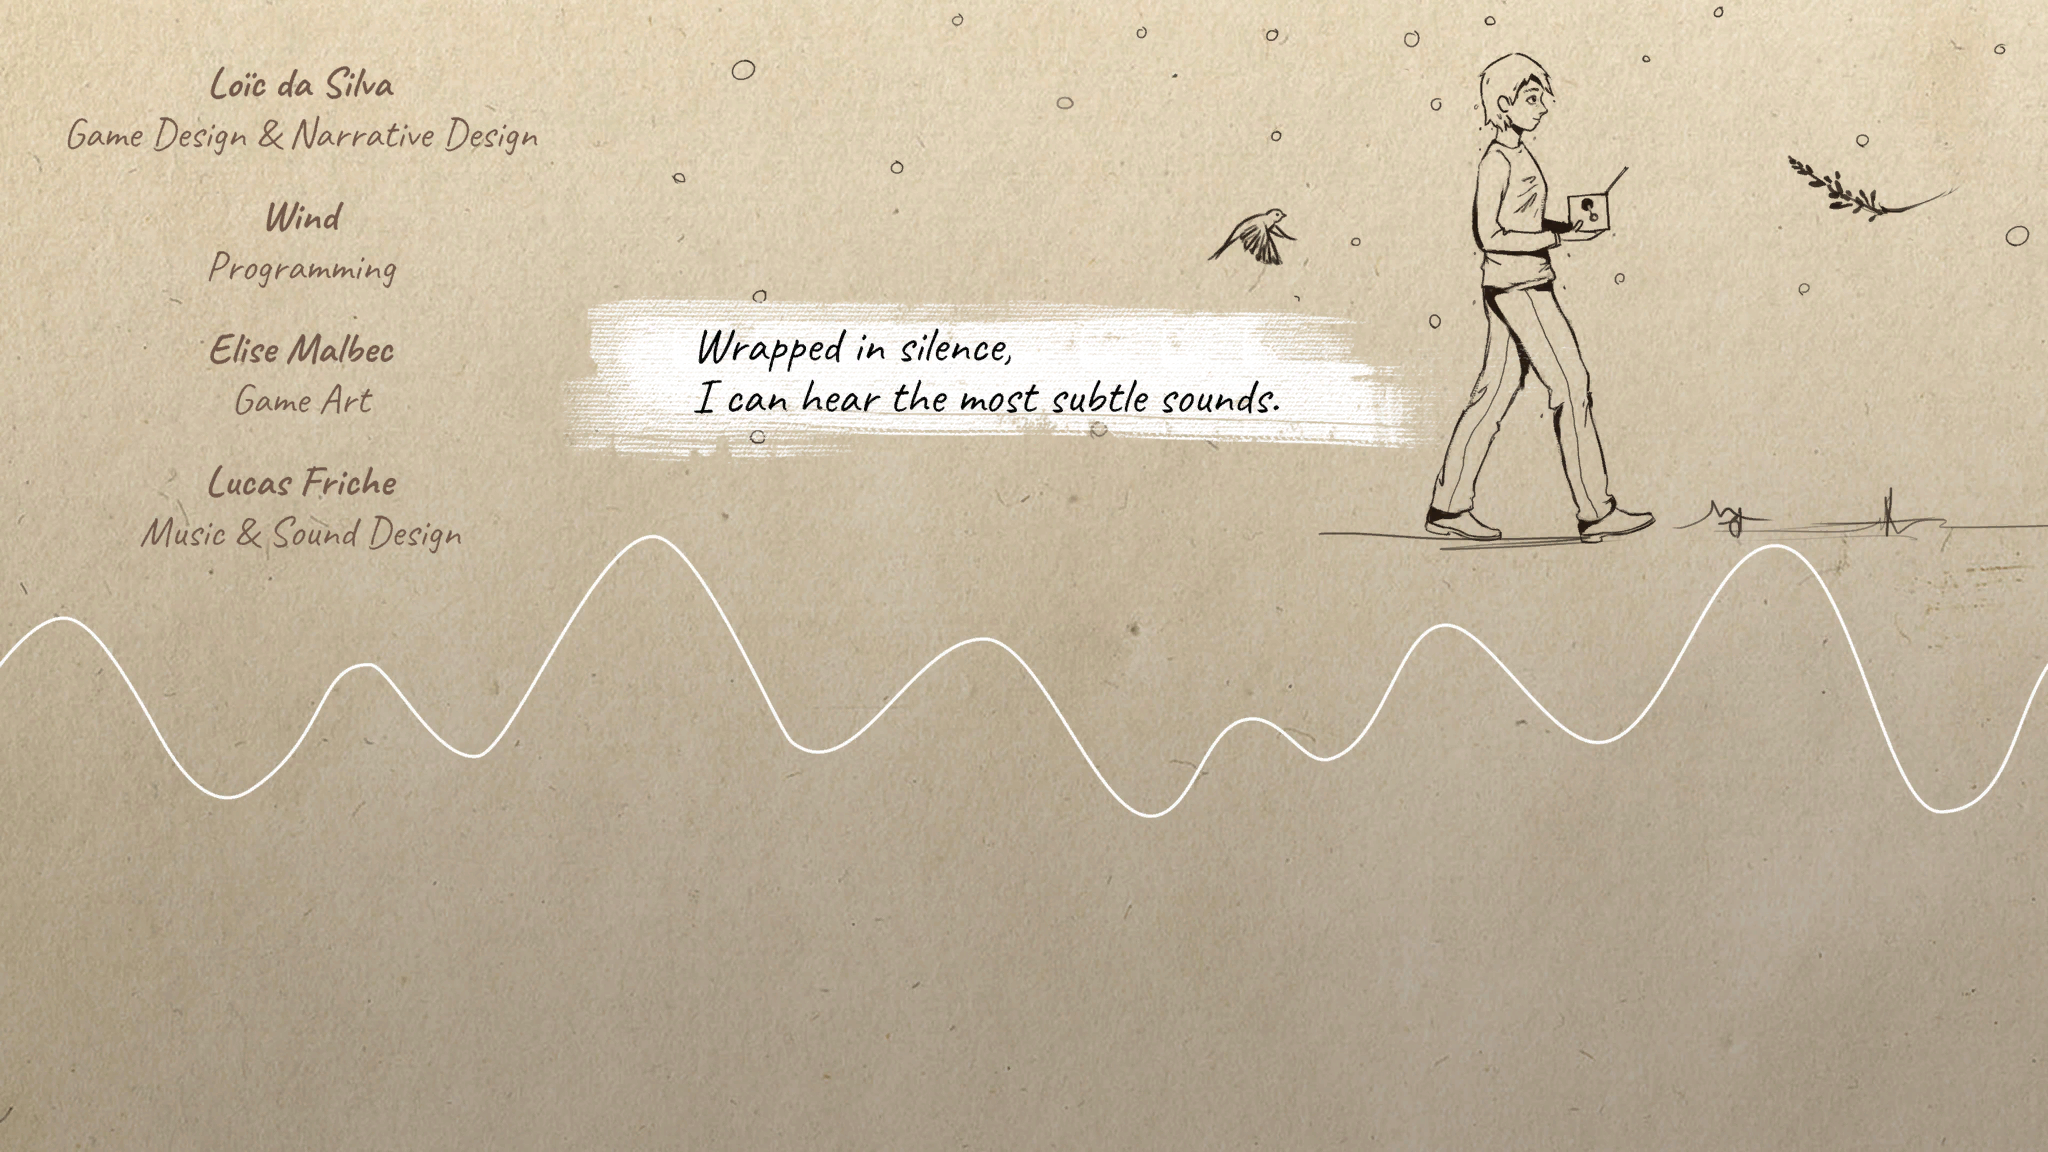 Loïc da Silva
Game Design & Narrative Design
Wind
Programming
Elise Malbec
Game Art
Lucas Friche
Music & Sound Design
Wrapped in silence,
I can hear the most subtle sounds.